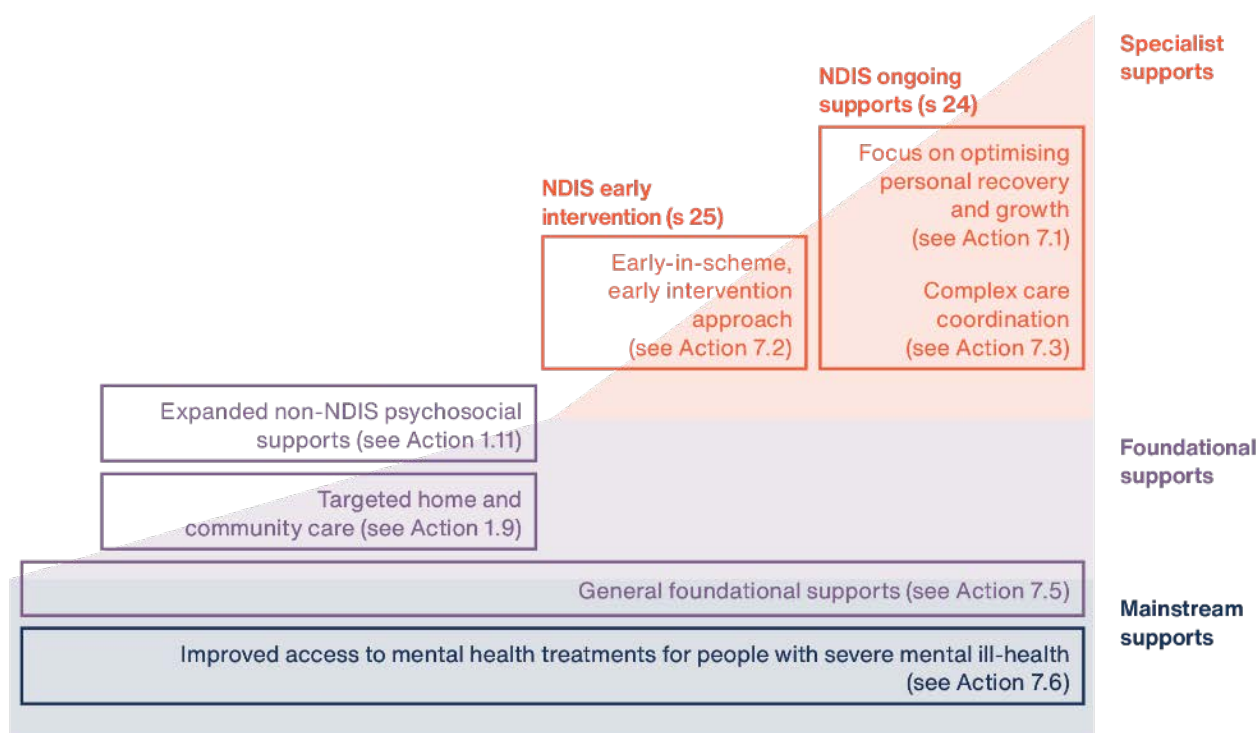 Specialist
supports
NDIS ongoing
supports (s 24)
Focus on optimising
personal recovery
and growth
(see Action 7.1)
Complex care
coordination
(see Action 7.3)
NDIS early
intervention (s 25)
Early-in-scheme,
early intervention
approach
(see Action 7.2)
Expanded non-NDIS psychosocial
supports (see Action 1.11)
Foundational
supports
Targeted home and
community care (see Action 1.9)
General foundational supports (see Action 7.5)
Mainstream
supports
Improved access to mental health treatments for people with severe mental ill-health
(see Action 7.6)